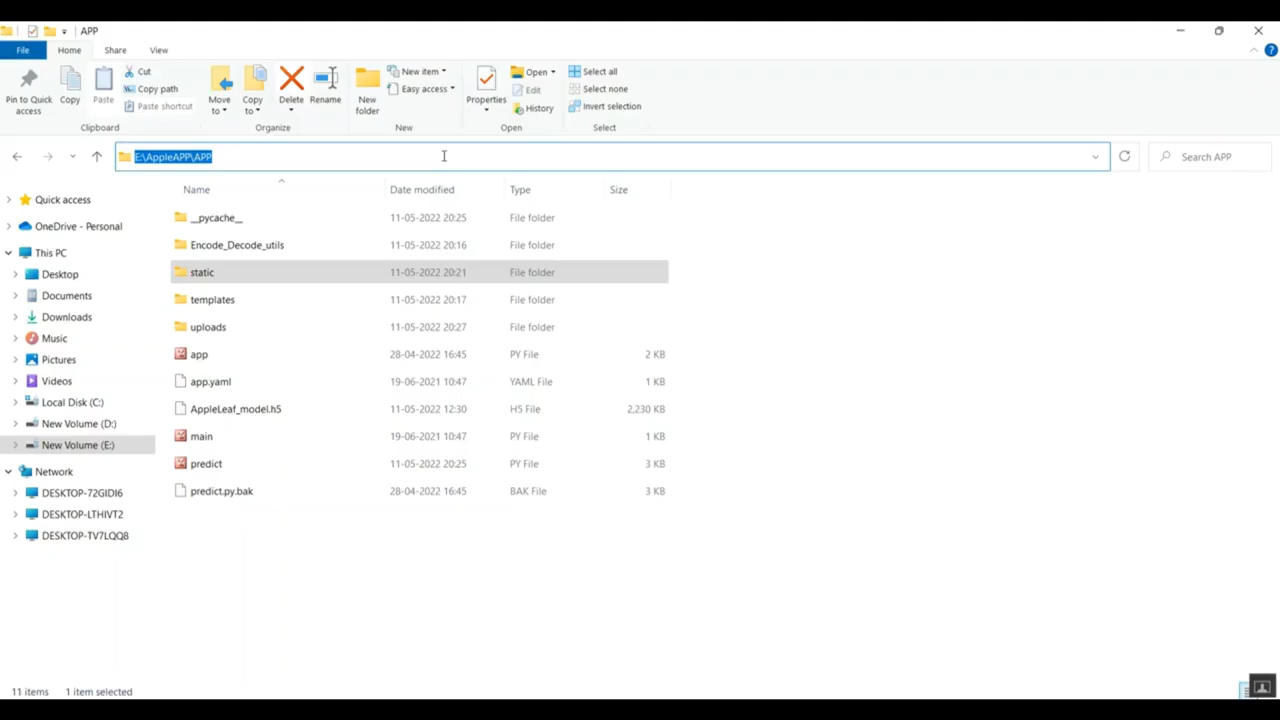 APP
File Home Share View
Pin to Quick access
Copy
Paste
Cut
Copy path
Paste shortcut
Clipboard
Move to
Copy to
Delete
Rename
Organize
New folder
New item
Easy access
New
Properties
Open
Edit
History
Open
Select all
Select none
Invert selection
Select
E:\AppleAPP\APP
Search APP
Quick access
OneDrive - Personal
This PC
Desktop
Documents
Downloads
Music
Pictures
Videos
Local Disk (C:)
New Volume (D:)
New Volume (E:)
Network
DESKTOP-72GIDI6
DESKTOP-LTHIVT2
DESKTOP-TV7LQQ8
Name Date modified Type Size
__pycache__ 11-05-2022 20:25 File folder
Encode_Decode_utils 11-05-2022 20:16 File folder
static 11-05-2022 20:21 File folder
templates 11-05-2022 20:17 File folder
uploads 11-05-2022 20:27 File folder
app 28-04-2022 16:45 PY File 2 KB
app.yaml 19-06-2021 10:47 YAML File 1 KB
AppleLeaf_model.h5 11-05-2022 12:30 H5 File 2,230 KB
main 19-06-2021 10:47 PY File 1 KB
predict 11-05-2022 20:25 PY File 3 KB
predict.py.bak 28-04-2022 16:45 BAK File 3 KB
11 items 1 item selected